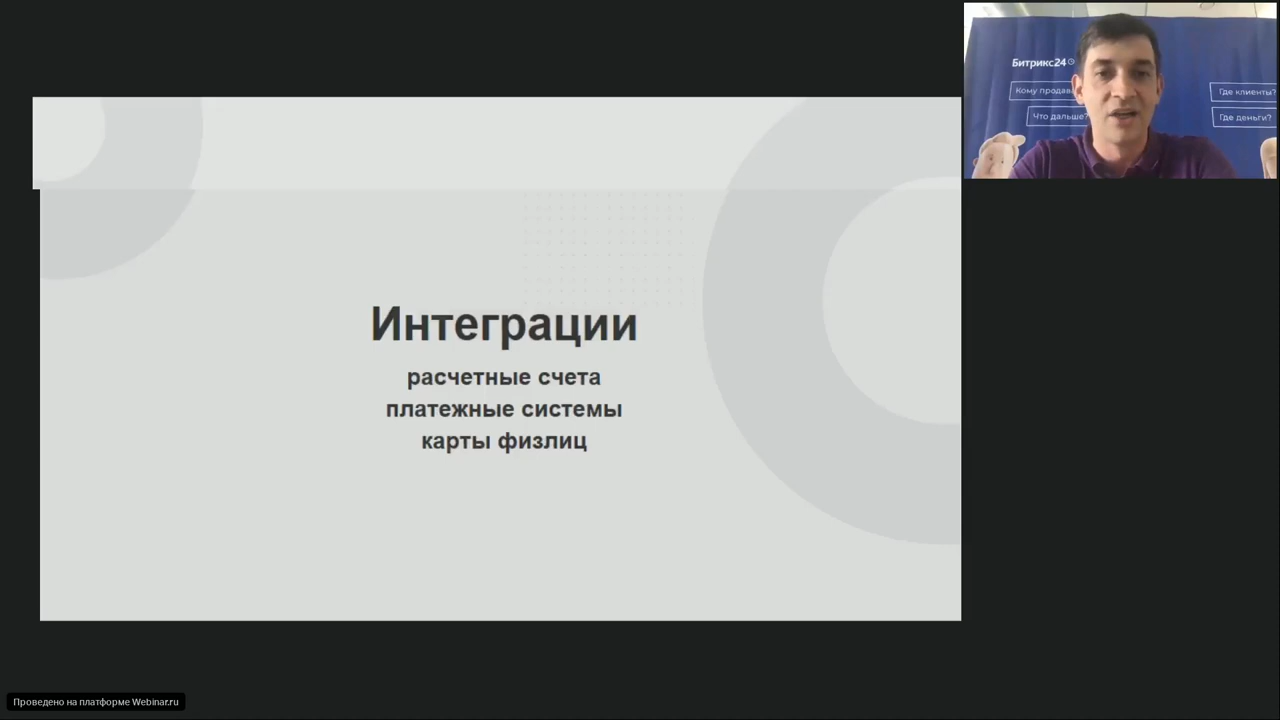 Интеграции
расчетные счета
платежные системы
карты физлиц
Битрикс24
Где клиенты?
Что дальше?
Где деньги?
Проведено на платформе Webinar.ru